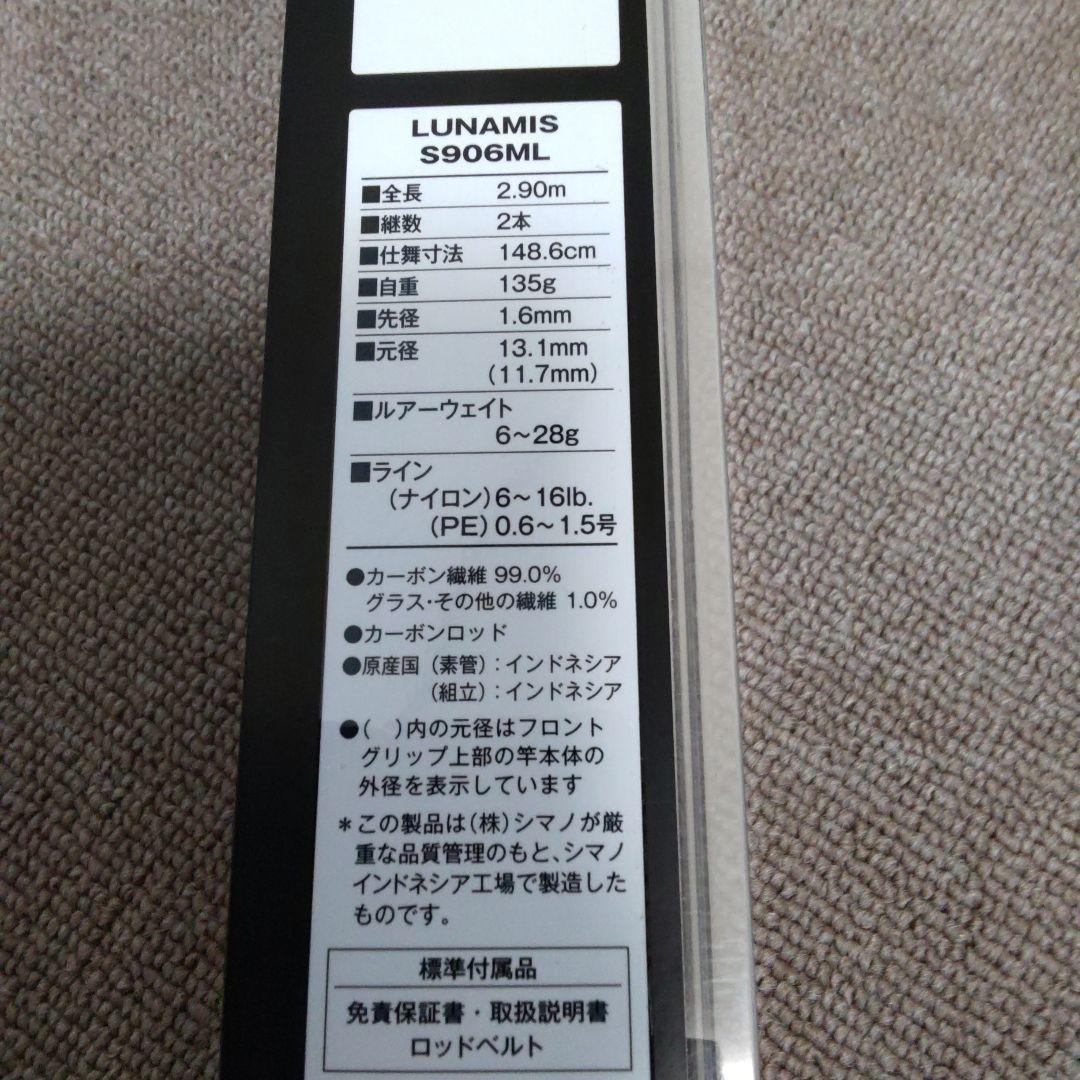 LUNAMIS
S906ML
■全長 2.90m
■継数 2本
■仕舞寸法 148.6cm
■自重 135g
■先径 1.6mm
■元径 13.1mm
(11.7mm)
■ルアーウェイト
6〜28g
■ライン
(ナイロン)6〜16lb.
(PE)0.6〜1.5号
●カーボン繊維 99.0%
グラス・その他の繊維 1.0%
●カーボンロッド
●原産国(素管):インドネシア
(組立):インドネシア
●( )内の元径はフロント
グリップ上部の竿本体の
外径を表示しています
*この製品は(株)シマノが厳
重な品質管理のもと、シマノ
インドネシア工場で製造した
ものです。
標準付属品
免責保証書・取扱説明書
ロッドベルト